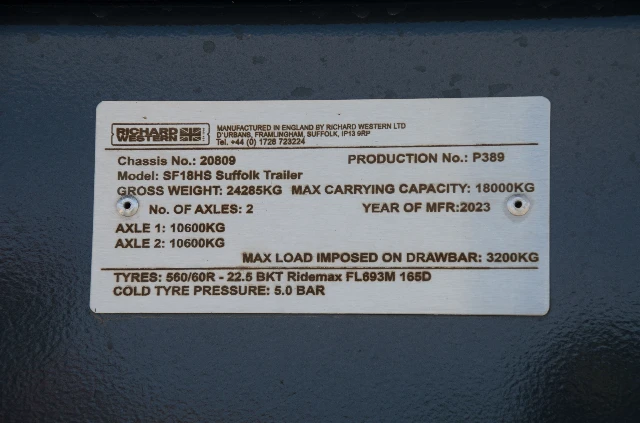 RICHARD WESTERN
MANUFACTURED IN ENGLAND BY RICHARD WESTERN LTD
D'URBANS, FRAMLINGHAM, SUFFOLK, IP13 9RP
Tel. +44 (0) 1728 723224
Chassis No.: 20809 PRODUCTION No.: P389
Model: SF18HS Suffolk Trailer
GROSS WEIGHT: 24285KG MAX CARRYING CAPACITY: 18000KG
No. OF AXLES: 2 YEAR OF MFR:2023
AXLE 1: 10600KG
AXLE 2: 10600KG
MAX LOAD IMPOSED ON DRAWBAR: 3200KG
TYRES: 560/60R - 22.5 BKT Ridemax FL693M 165D
COLD TYRE PRESSURE: 5.0 BAR